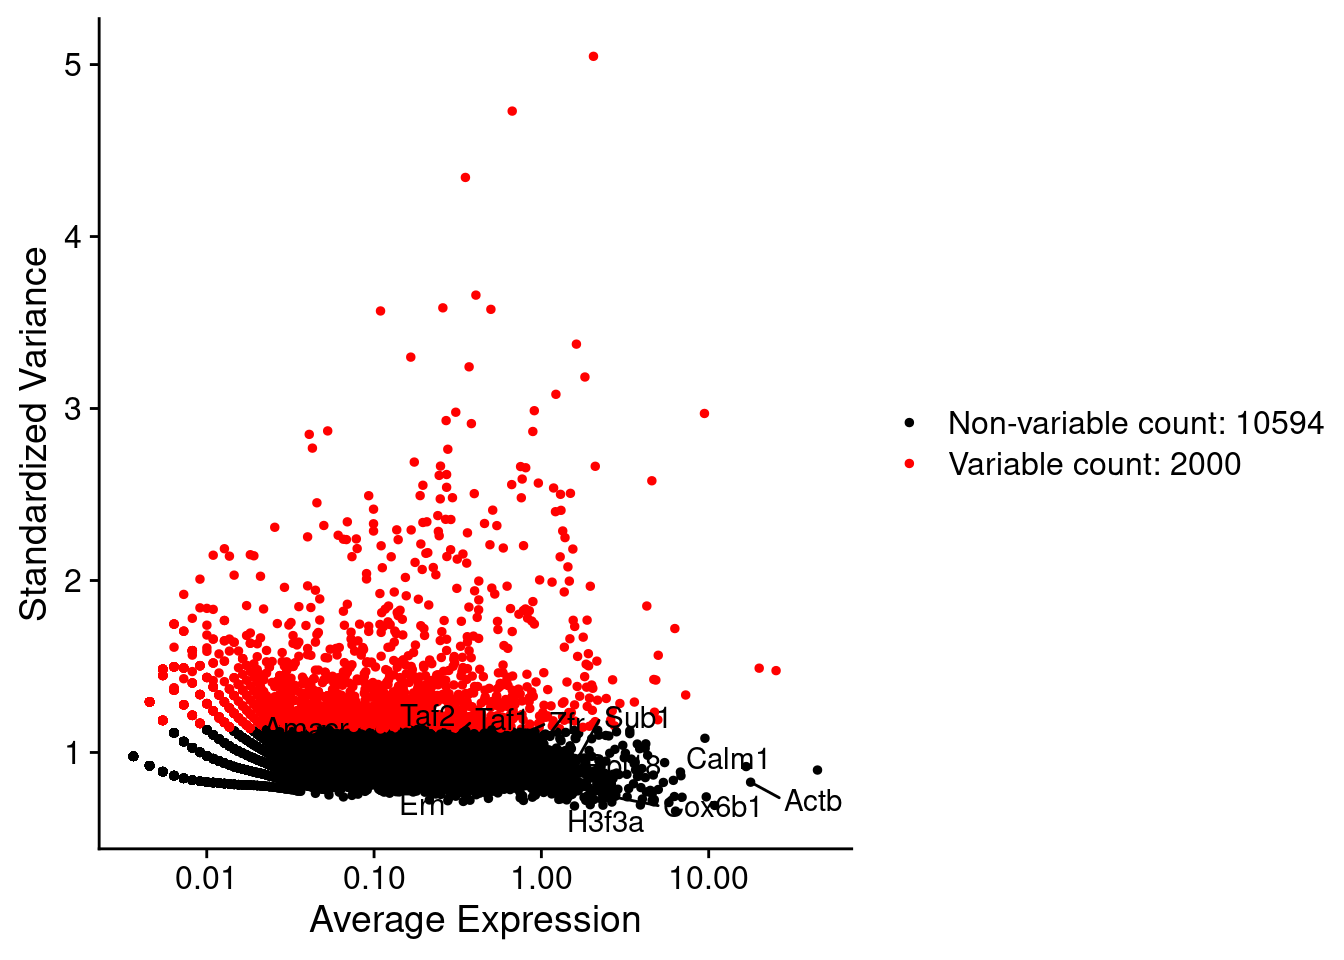 Standardized Variance
5
4
3
2
1
Non-variable count: 10594
Variable count: 2000
Taf2
Taf1
Zfr
Sub1
Calm1
Actb
Cox6b1
H3f3a
0.01
0.10
1.00
10.00
Average Expression